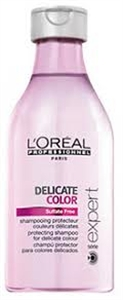 L'ORÉAL
PROFESSIONNEL
PARIS
DELICATE
COLOR
Sulfate Free
shampooing protecteur
couleurs délicates
protecting shampoo
for delicate colour
champú protector
para colores delicados
expert
série